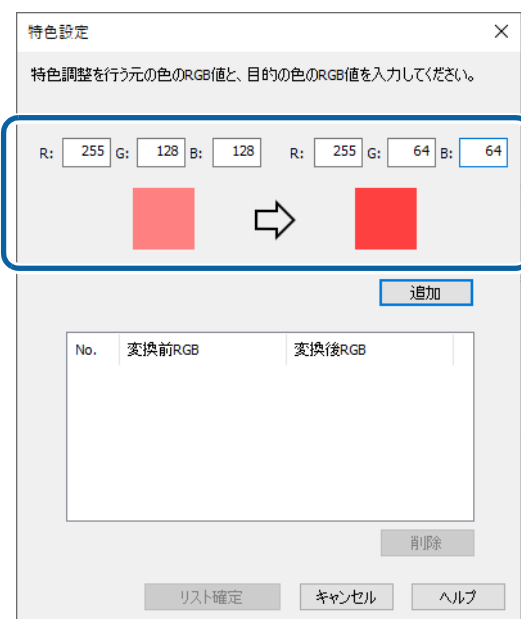 特色設定
特色調整を行う元の色のRGB値と、目的の色のRGB値を入力してください。
R: 255 G: 128 B: 128 R: 255 G: 64 B: 64
追加
No. 変換前RGB 変換後RGB
削除
リスト確定 キャンセル ヘルプ